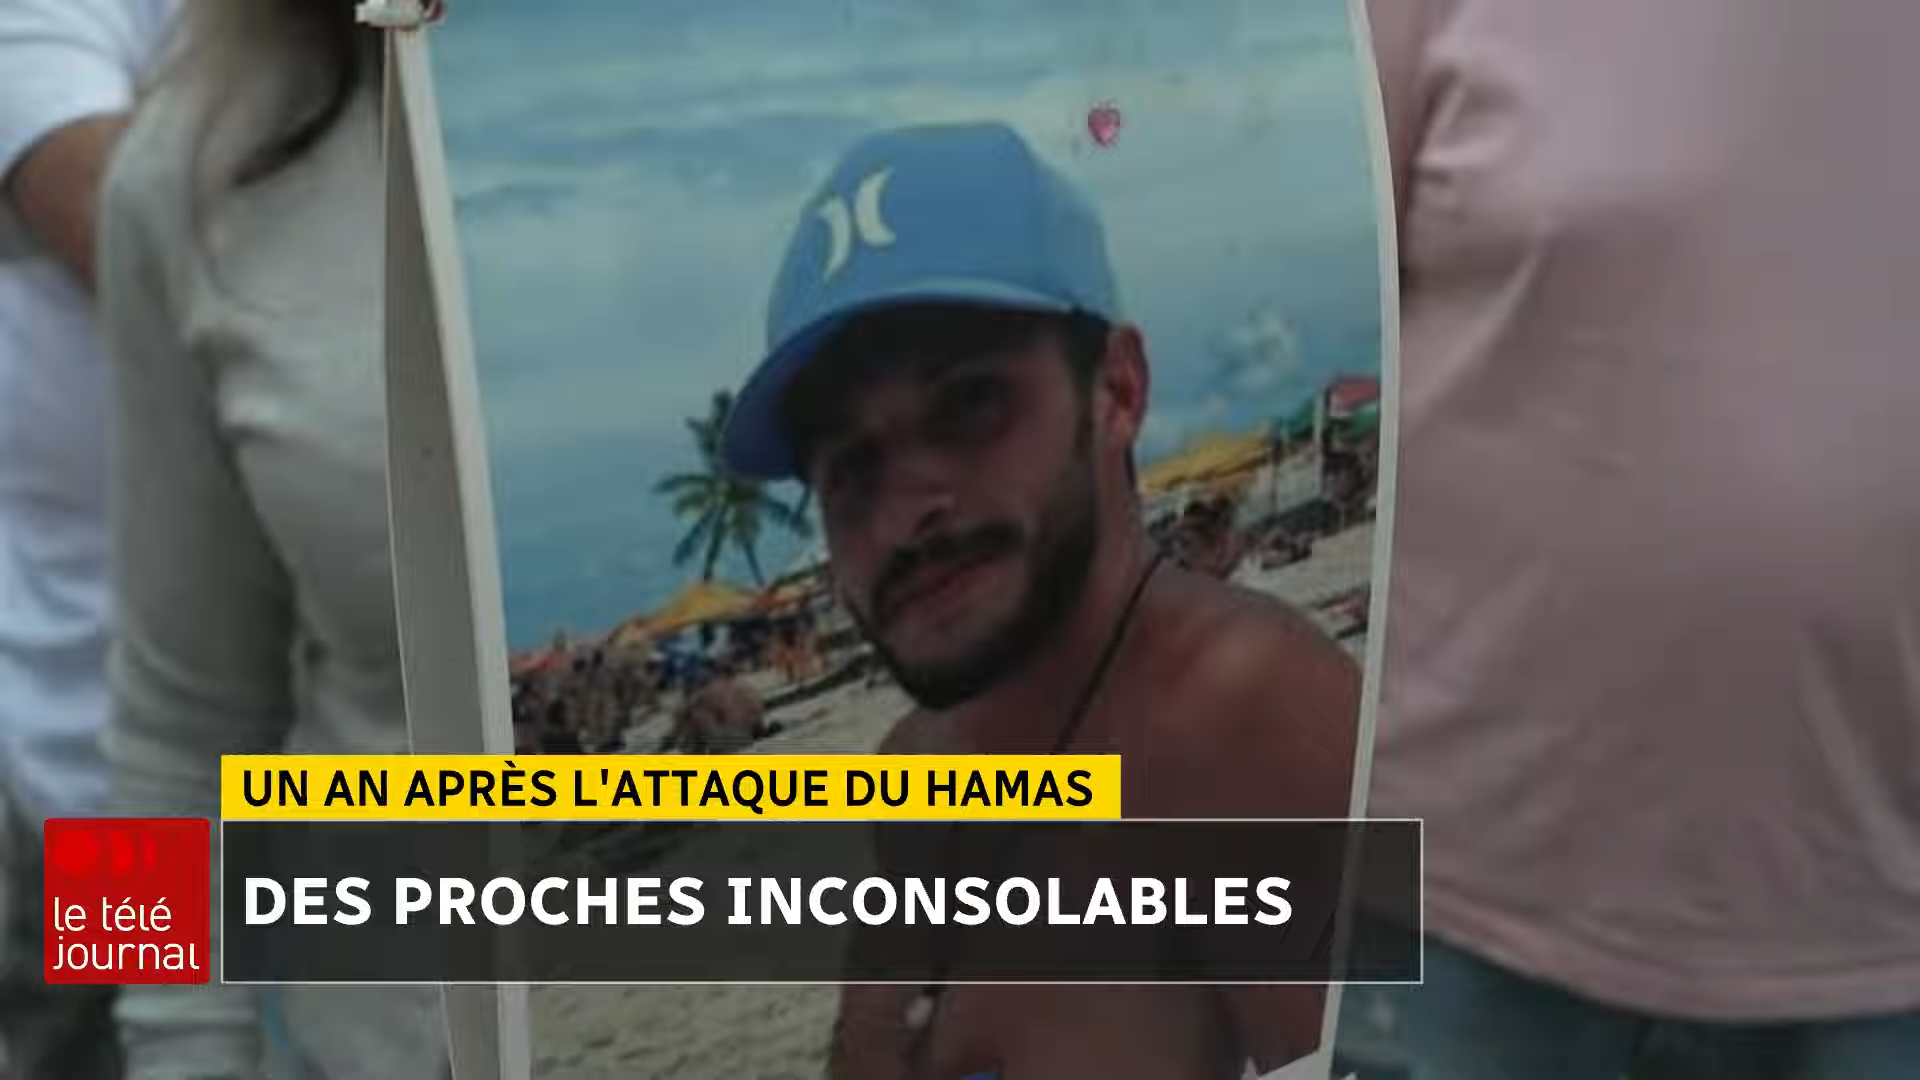 UN AN APRÈS L'ATTAQUE DU HAMAS
DES PROCHES INCONSOLABLES
le télé
journal